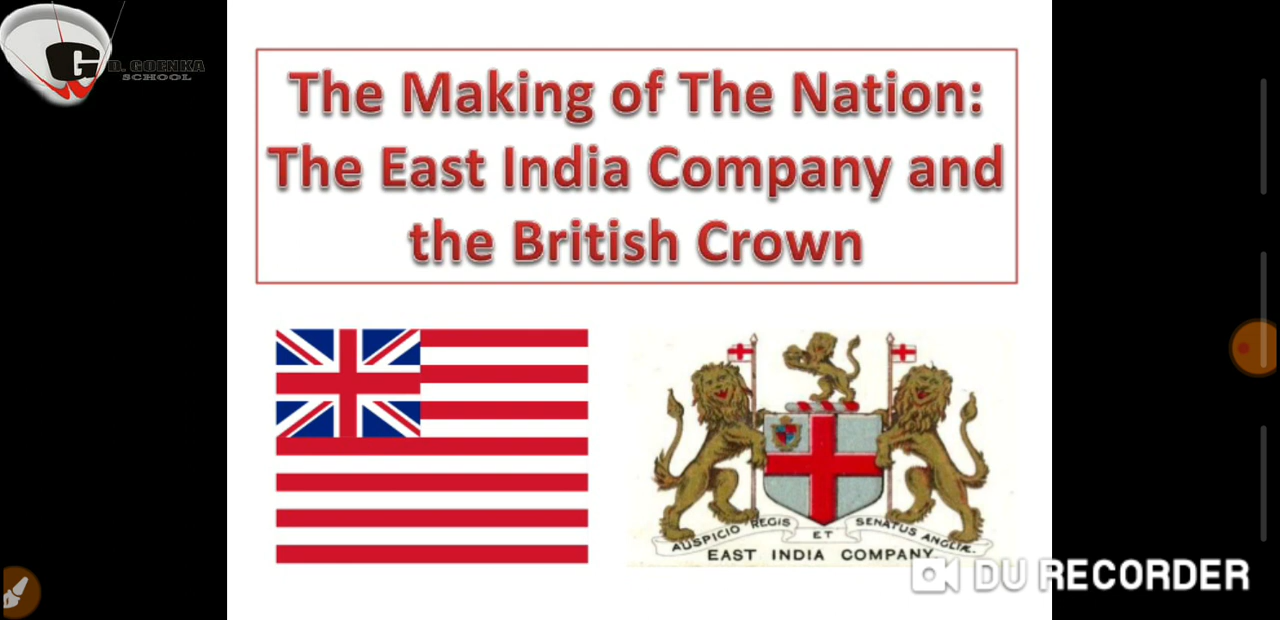 G
D. GOENKA
SCHOOL
The Making of The Nation:
The East India Company and
the British Crown
AUSPICIO REGIS ET SENATUS ANGLIÆ.
EAST INDIA COMPANY
DU RECORDER